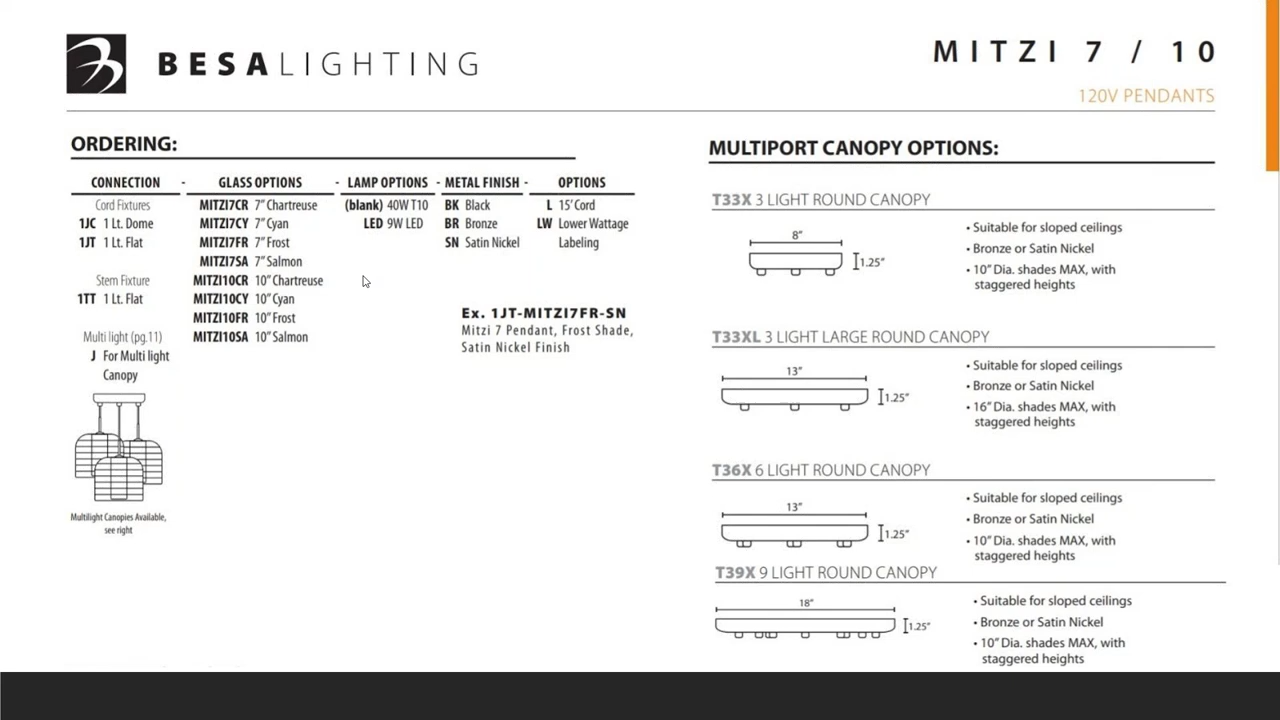 BESALIGHTING
MITZI 7 / 10
120V PENDANTS
ORDERING:
CONNECTION - GLASS OPTIONS - LAMP OPTIONS - METAL FINISH - OPTIONS
Cord Fixtures
1JC 1 Lt. Dome
1JT 1 Lt. Flat
Stem Fixture
1TT 1 Lt. Flat
Multi light (pg.11)
J For Multi light
Canopy
Multilight Canopies Available,
see right
MITZI7CR 7" Chartreuse
MITZI7CY 7" Cyan
MITZI7FR 7" Frost
MITZI7SA 7" Salmon
MITZI10CR 10" Chartreuse
MITZI10CY 10" Cyan
MITZI10FR 10" Frost
MITZI10SA 10" Salmon
(blank) 40W T10
LED 9W LED
BK Black
BR Bronze
SN Satin Nickel
L 15' Cord
LW Lower Wattage
Labeling
Ex. 1JT-MITZI7FR-SN
Mitzi 7 Pendant, Frost Shade,
Satin Nickel Finish
MULTIPORT CANOPY OPTIONS:
T33X 3 LIGHT ROUND CANOPY
8"
1.25"
• Suitable for sloped ceilings
• Bronze or Satin Nickel
• 10" Dia. shades MAX, with
staggered heights
T33XL 3 LIGHT LARGE ROUND CANOPY
13"
1.25"
• Suitable for sloped ceilings
• Bronze or Satin Nickel
• 16" Dia. shades MAX, with
staggered heights
T36X 6 LIGHT ROUND CANOPY
13"
1.25"
• Suitable for sloped ceilings
• Bronze or Satin Nickel
• 10" Dia. shades MAX, with
staggered heights
T39X 9 LIGHT ROUND CANOPY
18"
1.25"
• Suitable for sloped ceilings
• Bronze or Satin Nickel
• 10" Dia. shades MAX, with
staggered heights